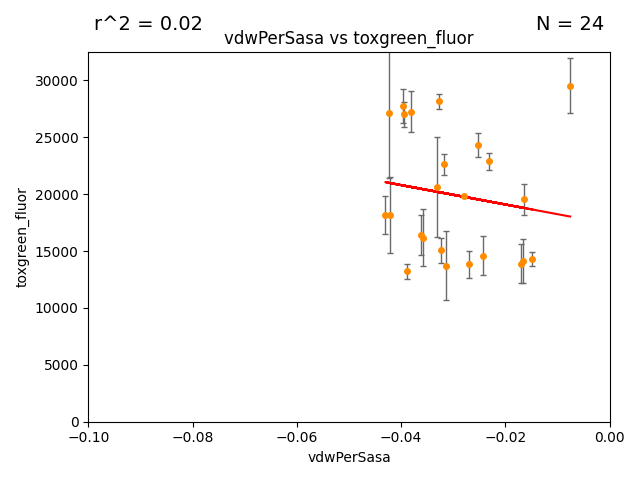 r^2 = 0.02
N = 24
vdwPerSasa vs toxgreen_fluor
30000
25000
20000
15000
10000
5000
0
toxgreen_fluor
−0.10
−0.08
−0.06
−0.04
−0.02
0.00
vdwPerSasa